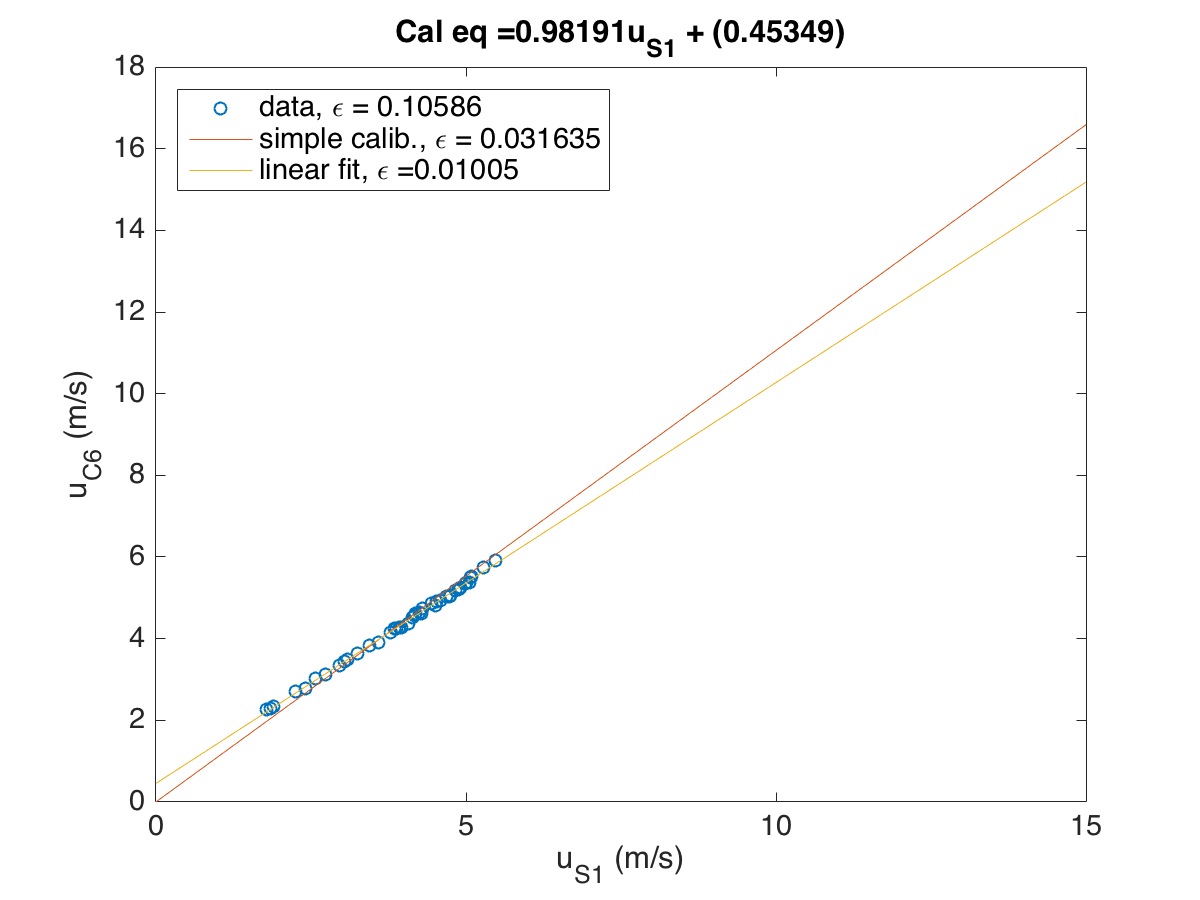 Cal eq =0.98191u_S1 + (0.45349)
18
16
14
12
10
8
6
4
2
0
data, ϵ = 0.10586
simple calib., ϵ = 0.031635
linear fit, ϵ =0.01005
u_C6 (m/s)
0 5 10 15
u_S1 (m/s)